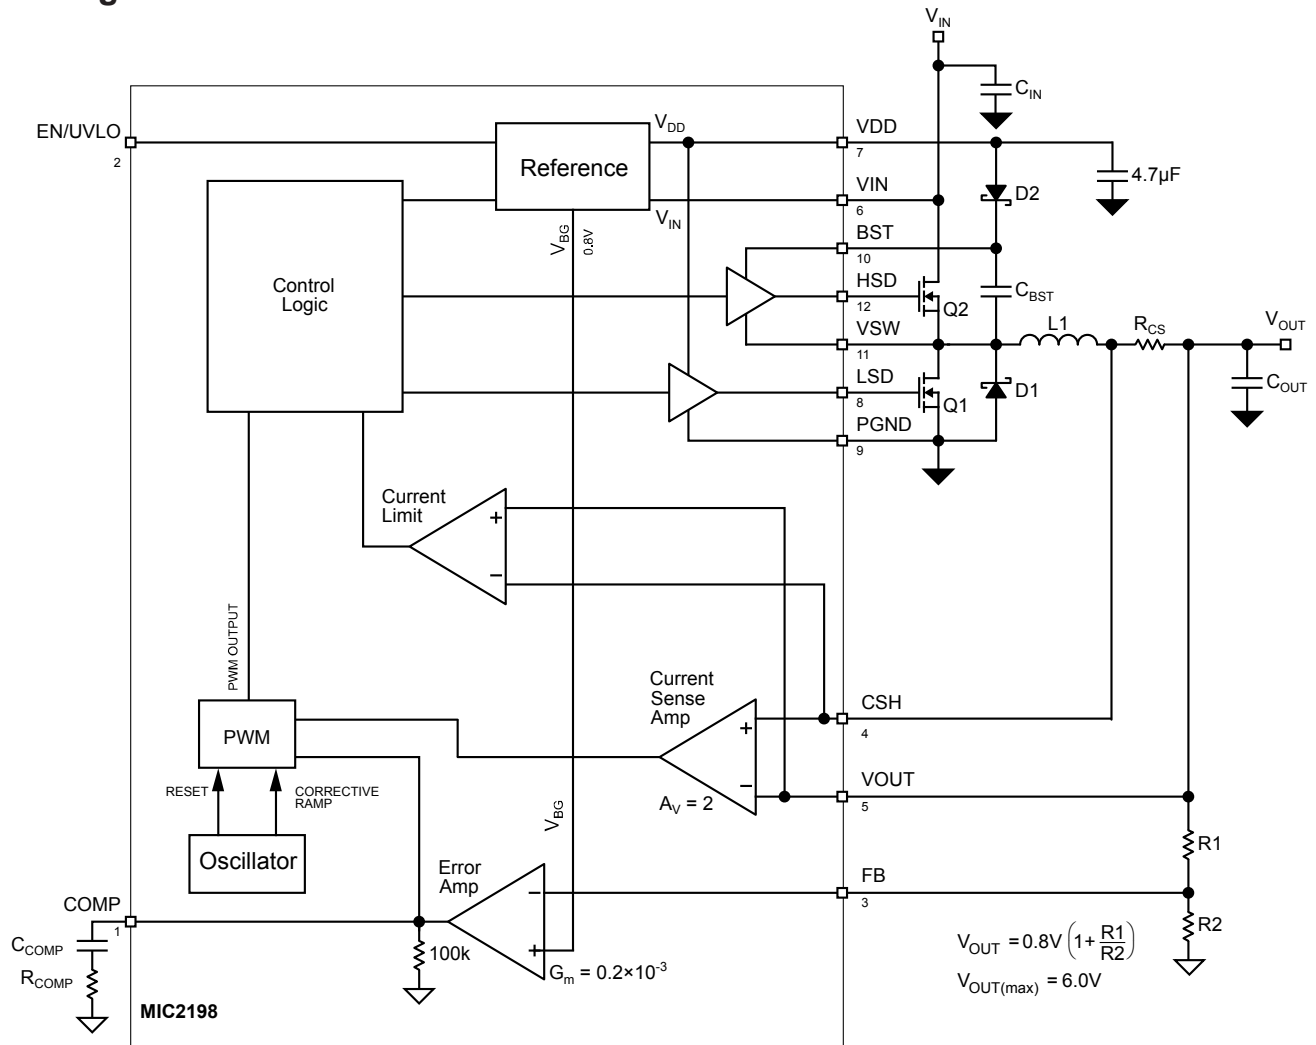 V_IN
C_IN
EN/UVLO
2
V_DD
VDD
7
Reference
4.7µF
D2
VIN
6
V_IN
V_BG
0.8V
BST
10
Control
Logic
HSD
12
Q2
C_BST
VSW
11
L1
R_CS
V_OUT
LSD
8
Q1
D1
C_OUT
PGND
9
Current
Limit
+
−
PWM OUTPUT
Current
Sense
Amp
CSH
4
+
PWM
RESET
CORRECTIVE
RAMP
−
A_V = 2
VOUT
5
V_BG
Oscillator
R1
Error
Amp
FB
3
−
COMP
1
R2
C_COMP
100k
+
V_OUT = 0.8V (1+ R1/R2)
G_m = 0.2×10^-3
R_COMP
V_OUT(max) = 6.0V
MIC2198